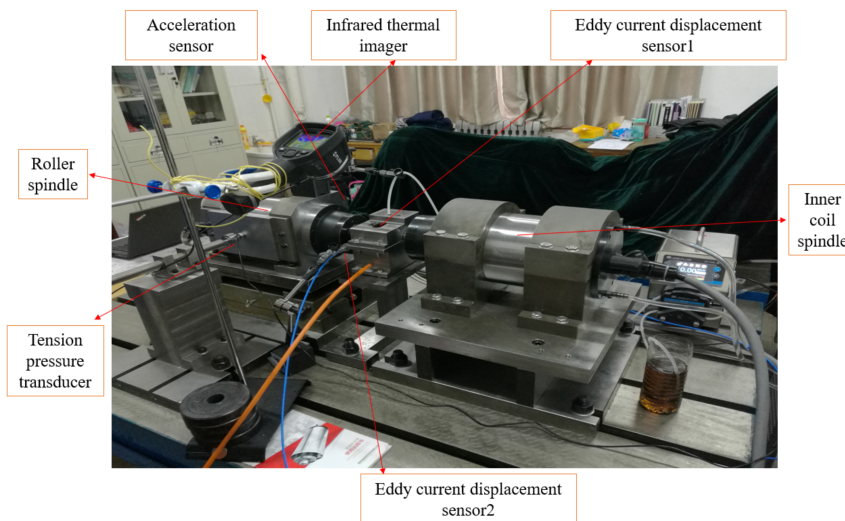 Acceleration
sensor
Infrared thermal
imager
Eddy current displacement
sensor1
Roller
spindle
Inner
coil
spindle
Tension
pressure
transducer
Eddy current displacement
sensor2